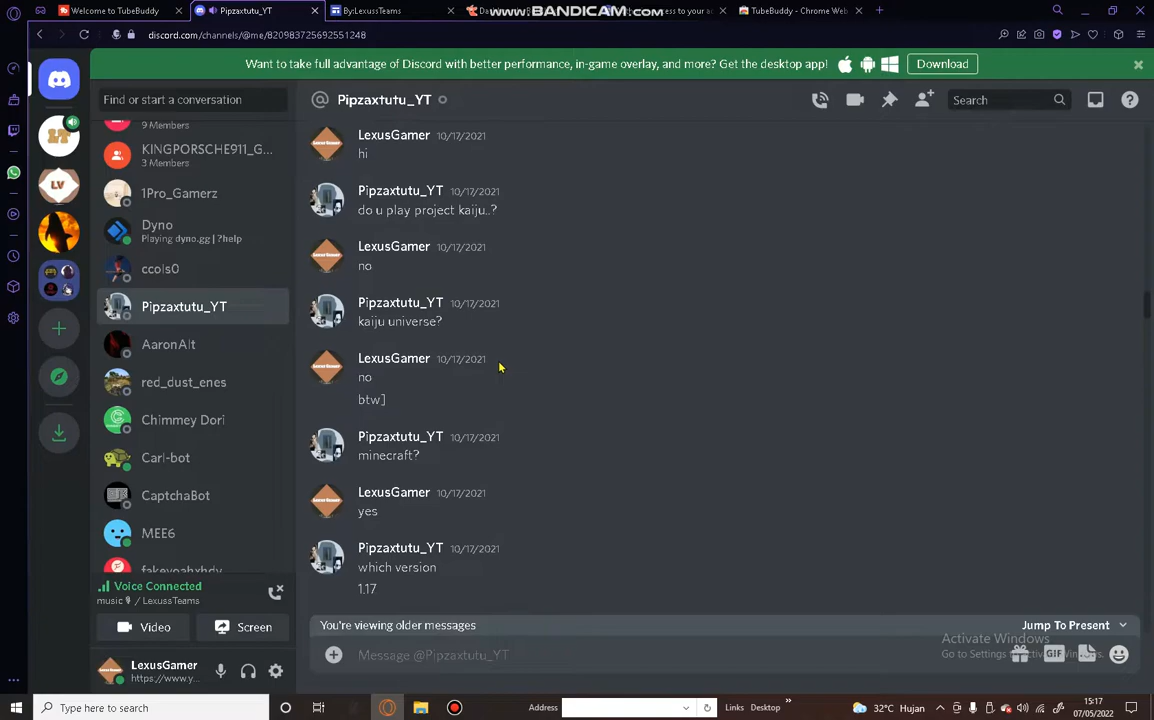 Welcome to TubeBuddy
Pipzaxtutu_YT
By:LexussTeams
www.BANDICAM.com
TubeBuddy - Chrome Web
discord.com/channels/@me/820983725692551248
Want to take full advantage of Discord with better performance, in-game overlay, and more? Get the desktop app!
Download
Find or start a conversation
9 Members
KINGPORSCHE911_G...
3 Members
1Pro_Gamerz
Dyno
Playing dyno.gg | ?help
ccols0
Pipzaxtutu_YT
AaronAlt
red_dust_enes
Chimmey Dori
Carl-bot
CaptchaBot
MEE6
Voice Connected
music / LexussTeams
Video
Screen
LexusGamer
https://www.y...
Pipzaxtutu_YT
Search
LexusGamer 10/17/2021
hi
Pipzaxtutu_YT 10/17/2021
do u play project kaiju..?
LexusGamer 10/17/2021
no
Pipzaxtutu_YT 10/17/2021
kaiju universe?
LexusGamer 10/17/2021
no
btw]
Pipzaxtutu_YT 10/17/2021
minecraft?
LexusGamer 10/17/2021
yes
Pipzaxtutu_YT 10/17/2021
which version
1.17
You're viewing older messages
Jump To Present
Message @Pipzaxtutu_YT
GIF
Activate Windows
Go to Settings
LT
LV
Type here to search
Address
Links
Desktop
32°C Hujan
15:17
07/05/2022